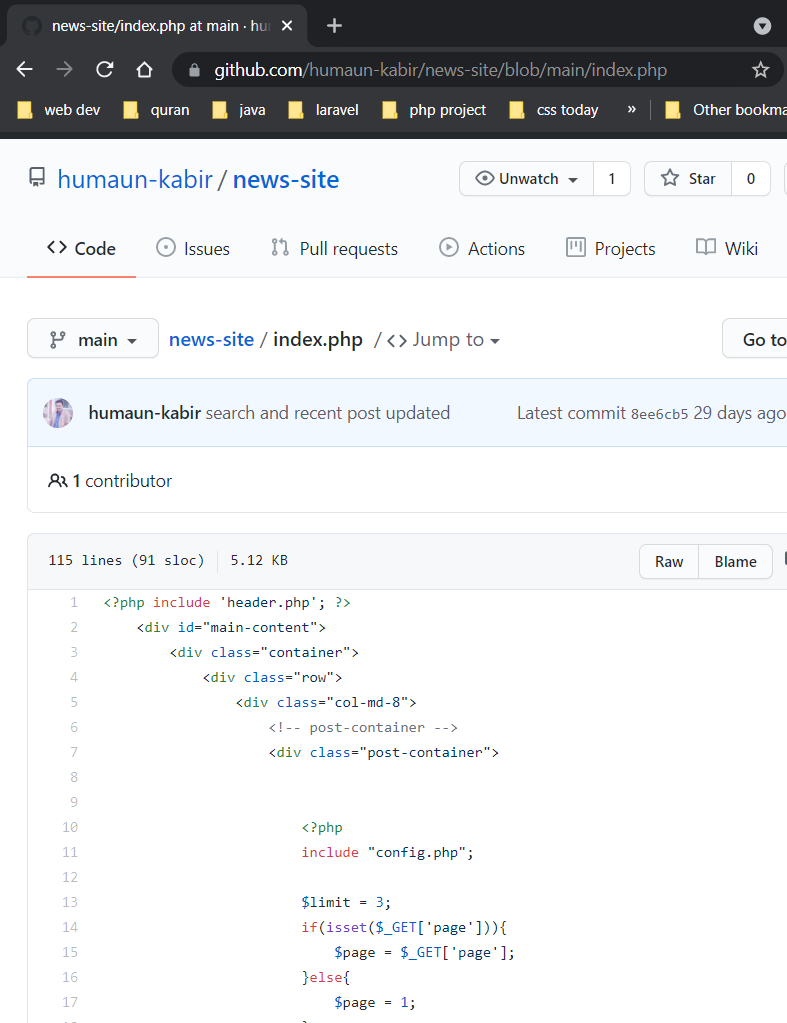 news-site/index.php at main · hu
github.com/humaun-kabir/news-site/blob/main/index.php
web dev quran java laravel php project css today » Other bookma
humaun-kabir / news-site Unwatch 1 Star 0
Code Issues Pull requests Actions Projects Wiki
main news-site / index.php / <> Jump to Go to
humaun-kabir search and recent post updated Latest commit 8ee6cb5 29 days ago
1 contributor
115 lines (91 sloc) 5.12 KB Raw Blame
1 <?php include 'header.php'; ?>
2 <div id="main-content">
3 <div class="container">
4 <div class="row">
5 <div class="col-md-8">
6 <!-- post-container -->
7 <div class="post-container">
8
9
10 <?php
11 include "config.php";
12
13 $limit = 3;
14 if(isset($_GET['page'])){
15 $page = $_GET['page'];
16 }else{
17 $page = 1;